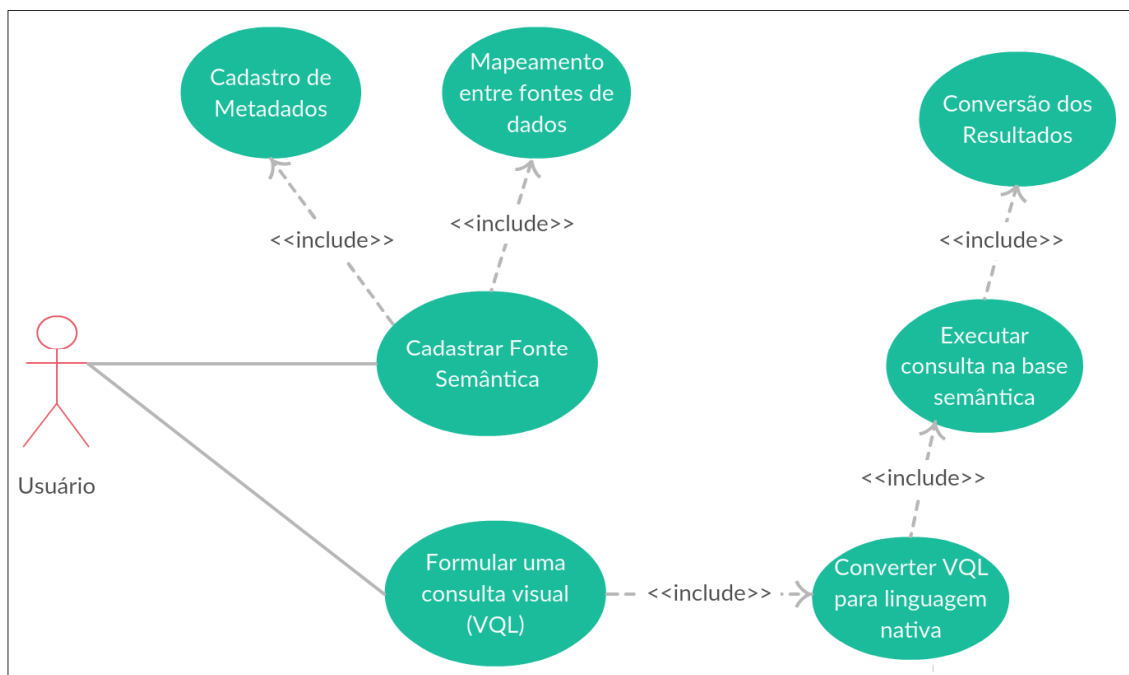 Cadastro de
Metadados
Mapeamento
entre fontes de
dados
Conversão dos
Resultados
<<include>>
<<include>>
<<include>>
Cadastrar Fonte
Semântica
Executar
consulta na base
semântica
Usuário
<<include>>
Formular uma
consulta visual
(VQL)
<<include>>
Converter VQL
para linguagem
nativa